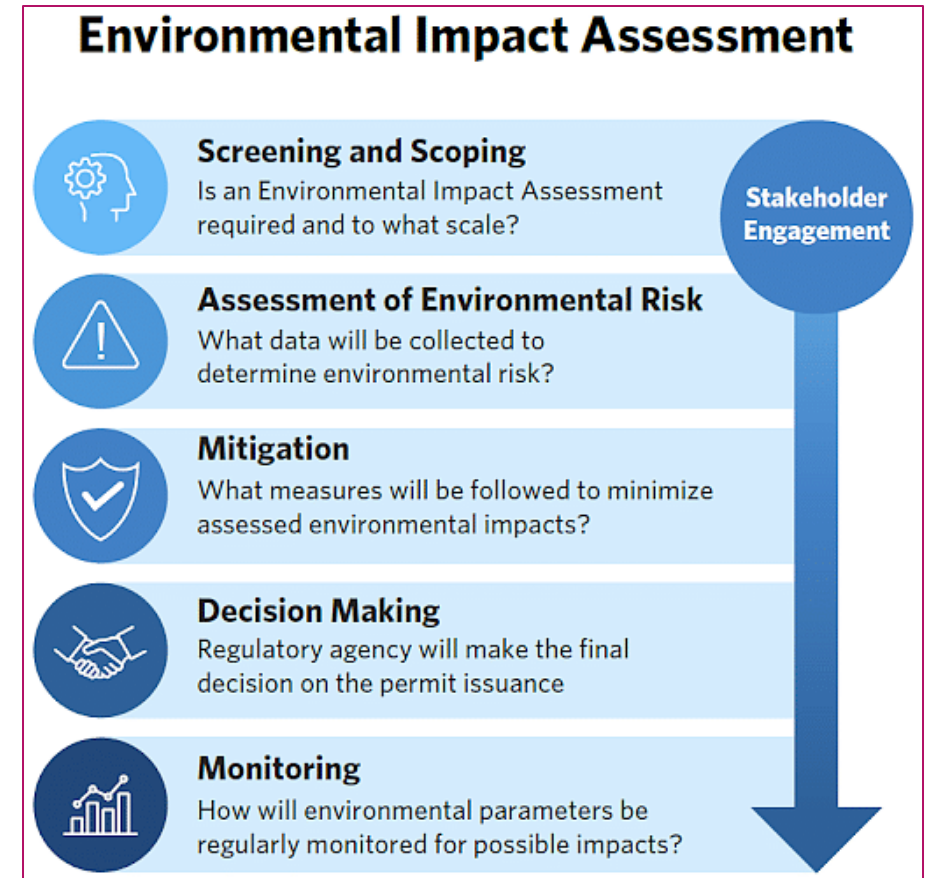 Environmental Impact Assessment
Screening and Scoping
Is an Environmental Impact Assessment
required and to what scale?
Stakeholder
Engagement
Assessment of Environmental Risk
What data will be collected to
determine environmental risk?
Mitigation
What measures will be followed to minimize
assessed environmental impacts?
Decision Making
Regulatory agency will make the final
decision on the permit issuance
Monitoring
How will environmental parameters be
regularly monitored for possible impacts?